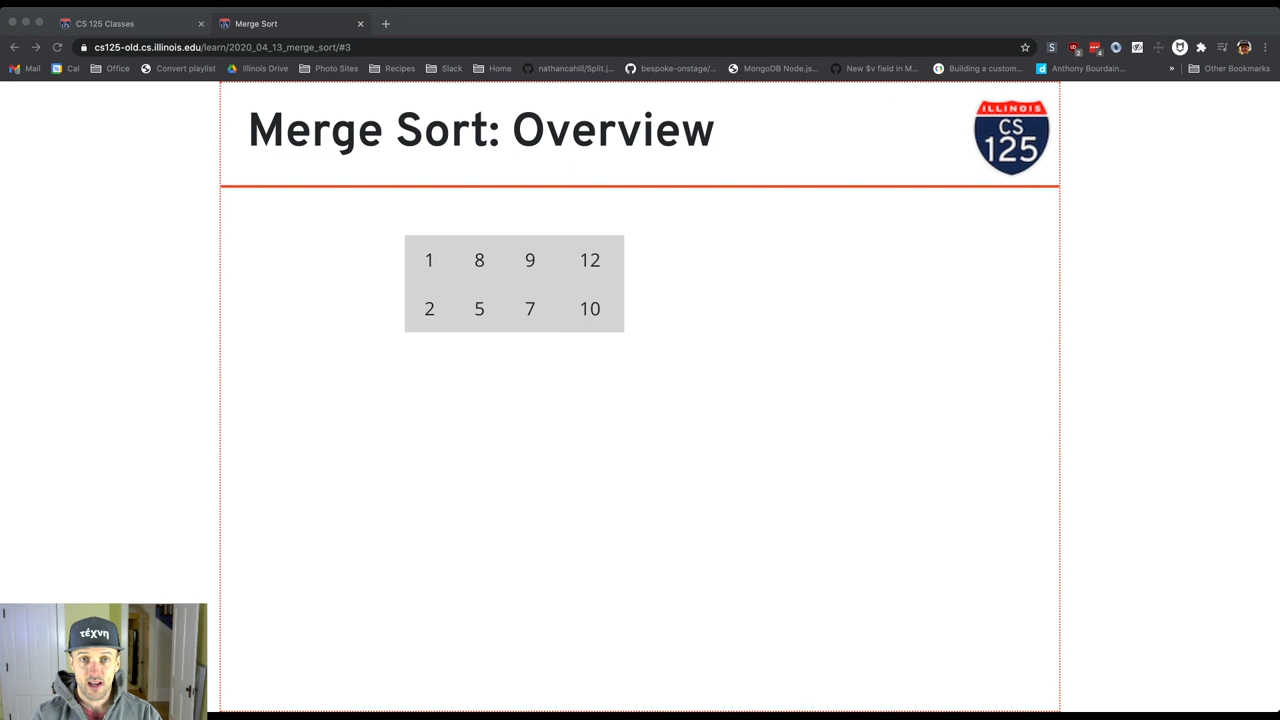 CS 125 Classes
Merge Sort
cs125-old.cs.illinois.edu/learn/2020_04_13_merge_sort/#3
Mail Cal Office Convert playlist Illinois Drive Photo Sites Recipes Slack Home nathancahill/Split.j... bespoke-onstage/... MongoDB Node.js... New $v field in M... Building a custom... Anthony Bourdain... » Other Bookmarks
Merge Sort: Overview
ILLINOIS
CS
125
1 8 9 12
2 5 7 10
τέχνη